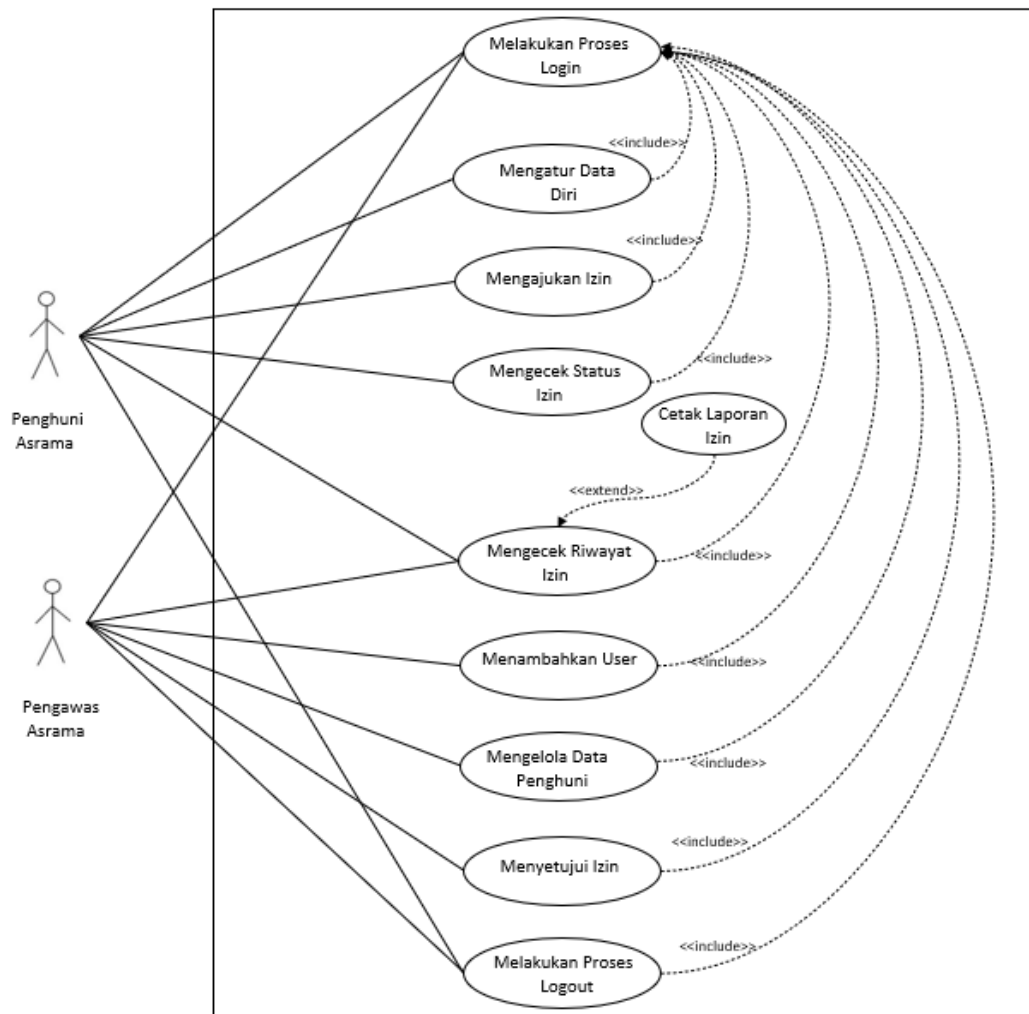 Melakukan Proses
Login
<<include>>
Mengatur Data
Diri
<<include>>
Mengajukan Izin
Mengecek Status
Izin
<<include>>
Penghuni
Asrama
Cetak Laporan
Izin
<<extend>>
Mengecek Riwayat
Izin
<<include>>
Menambahkan User
<<include>>
Pengawas
Asrama
Mengelola Data
Penghuni
<<include>>
Menyetujui Izin
<<include>>
Melakukan Proses
Logout
<<include>>